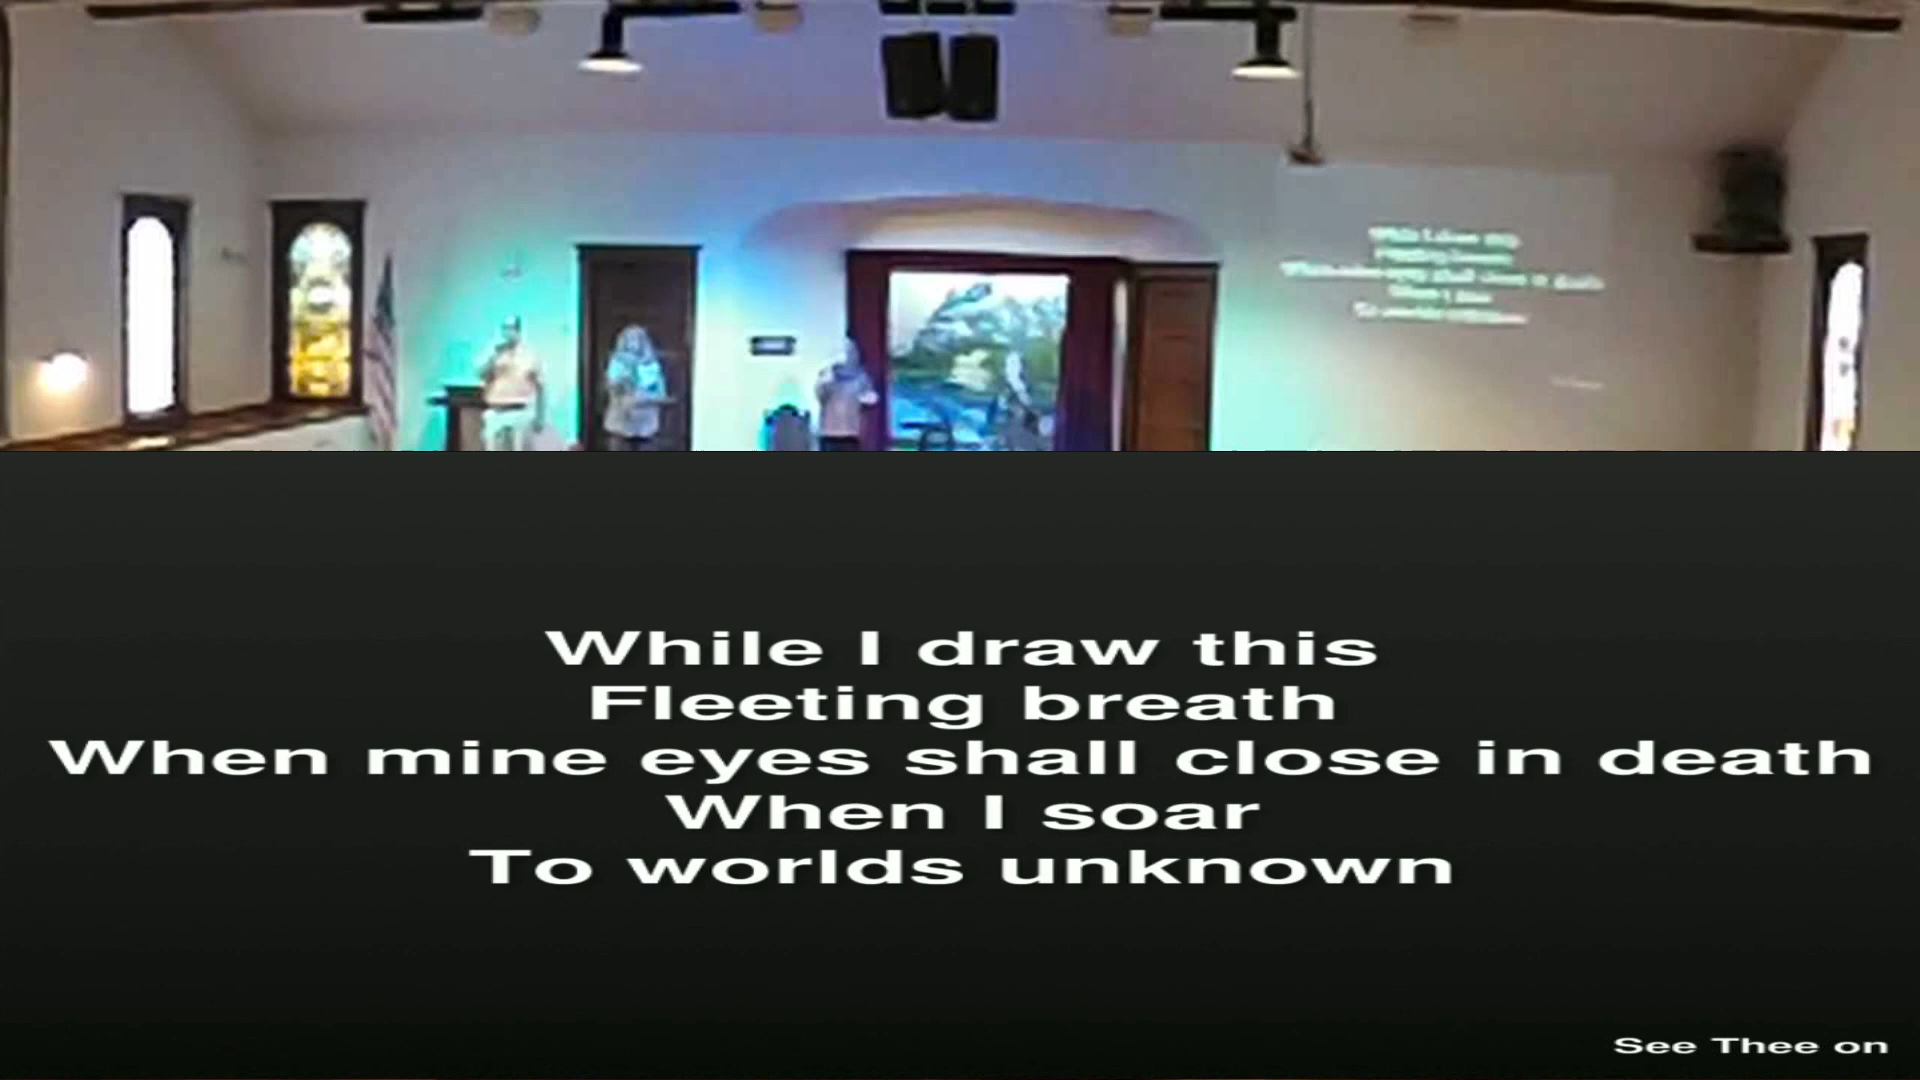 While I draw this
Fleeting breath
When mine eyes shall close in death
When I soar
To worlds unknown
See Thee on